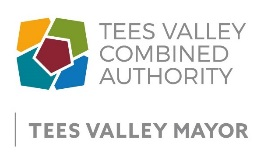 TEES VALLEY
COMBINED
AUTHORITY
TEES VALLEY MAYOR